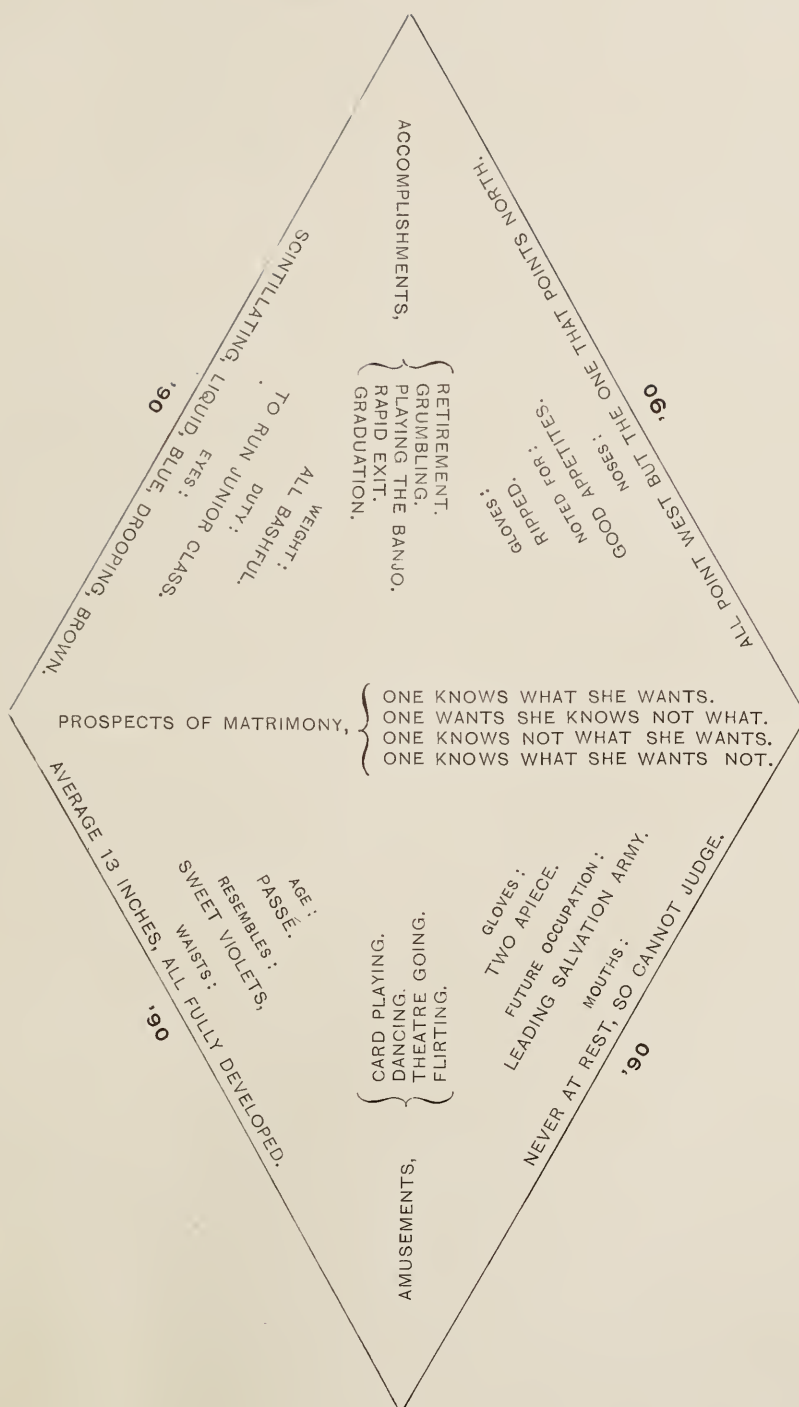 ACCOMPLISHMENTS,
RETIREMENT.
GRUMBLING.
PLAYING THE BANJO.
RAPID EXIT.
GRADUATION.
'90
WEIGHT:
ALL BASHFUL.
DUTY:
TO RUN JUNIOR CLASS.
EYES:
SCINTILLATING, LIQUID, BLUE, DROOPING, BROWN.
'90
GLOVES:
RIPPED.
NOTED FOR:
GOOD APPETITES.
NOSES:
ALL POINT WEST BUT THE ONE THAT POINTS NORTH.
PROSPECTS OF MATRIMONY,
ONE KNOWS WHAT SHE WANTS.
ONE WANTS SHE KNOWS NOT WHAT.
ONE KNOWS NOT WHAT SHE WANTS.
ONE KNOWS WHAT SHE WANTS NOT.
AGE:
PASSÉ.
RESEMBLES:
SWEET VIOLETS,
WAISTS:
AVERAGE 13 INCHES, ALL FULLY DEVELOPED.
'90
GLOVES:
TWO APIECE.
FUTURE OCCUPATION:
LEADING SALVATION ARMY.
MOUTHS:
NEVER AT REST, SO CANNOT JUDGE.
'90
AMUSEMENTS,
CARD PLAYING.
DANCING.
THEATRE GOING.
FLIRTING.